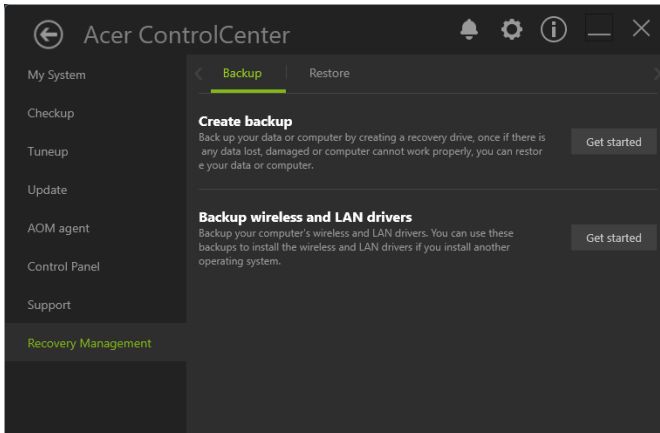 Acer ControlCenter
My System
Checkup
Tuneup
Update
AOM agent
Control Panel
Support
Recovery Management
Backup
Restore
Create backup
Back up your data or computer by creating a recovery drive, once if there is
any data lost, damaged or computer cannot work properly, you can restor
e your data or computer.
Get started
Backup wireless and LAN drivers
Backup your computer's wireless and LAN drivers. You can use these
backups to install the wireless and LAN drivers if you install another
operating system.
Get started